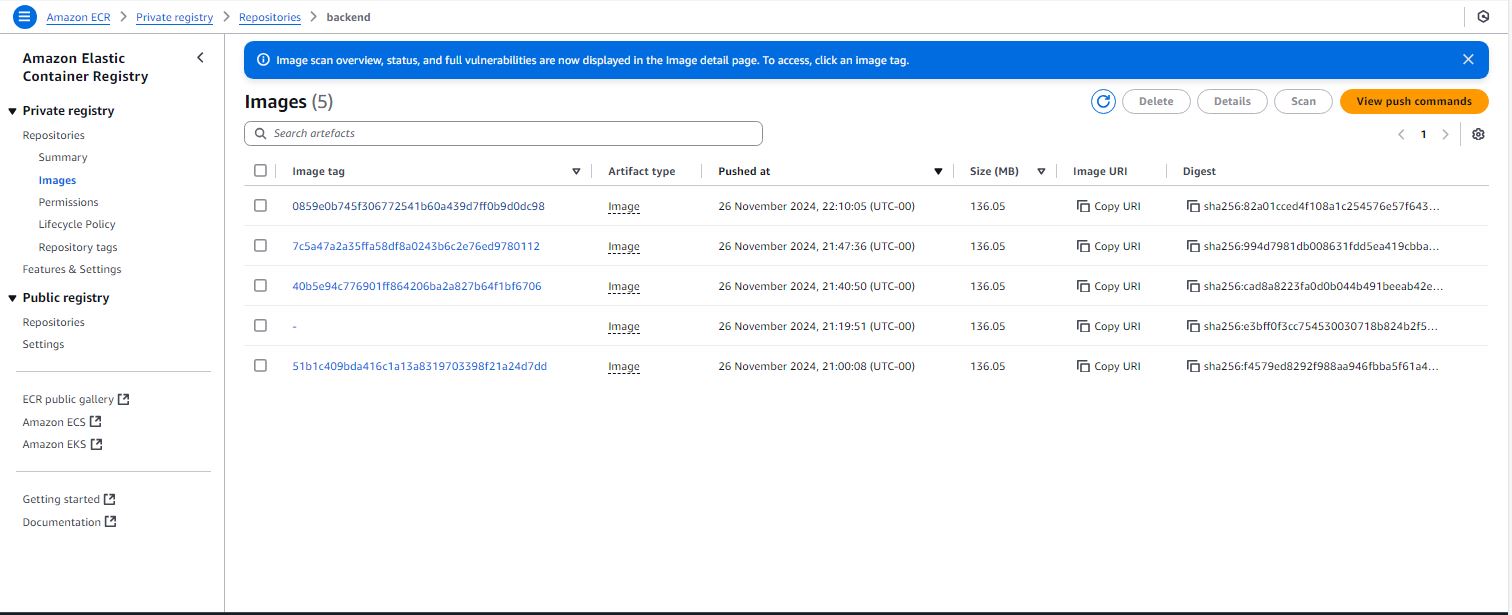 Amazon ECR > Private registry > Repositories > backend
Amazon Elastic
Container Registry
Private registry
Repositories
Summary
Images
Permissions
Lifecycle Policy
Repository tags
Features & Settings
Public registry
Repositories
Settings
ECR public gallery
Amazon ECS
Amazon EKS
Getting started
Documentation
Image scan overview, status, and full vulnerabilities are now displayed in the Image detail page. To access, click an image tag.
Images (5)
Delete Details Scan View push commands
Search artefacts
1
Image tag Artifact type Pushed at Size (MB) Image URI Digest
0859e0b745f306772541b60a439d7ff0b9d0dc98 Image 26 November 2024, 22:10:05 (UTC-00) 136.05 Copy URI sha256:82a01cced4f108a1c254576e57f643...
7c5a47a2a35ffa58df8a0243b6c2e76ed9780112 Image 26 November 2024, 21:47:36 (UTC-00) 136.05 Copy URI sha256:994d7981db008631fdd5ea419cbba...
40b5e94c776901ff864206ba2a827b64f1bf6706 Image 26 November 2024, 21:40:50 (UTC-00) 136.05 Copy URI sha256:cad8a8223fa0d0b044b491beeab42e...
- Image 26 November 2024, 21:19:51 (UTC-00) 136.05 Copy URI sha256:e3bff0f3cc754530030718b824b2f5...
51b1c409bda416c1a13a8319703398f21a24d7dd Image 26 November 2024, 21:00:08 (UTC-00) 136.05 Copy URI sha256:f4579ed8292f988aa946fbba5f61a4...